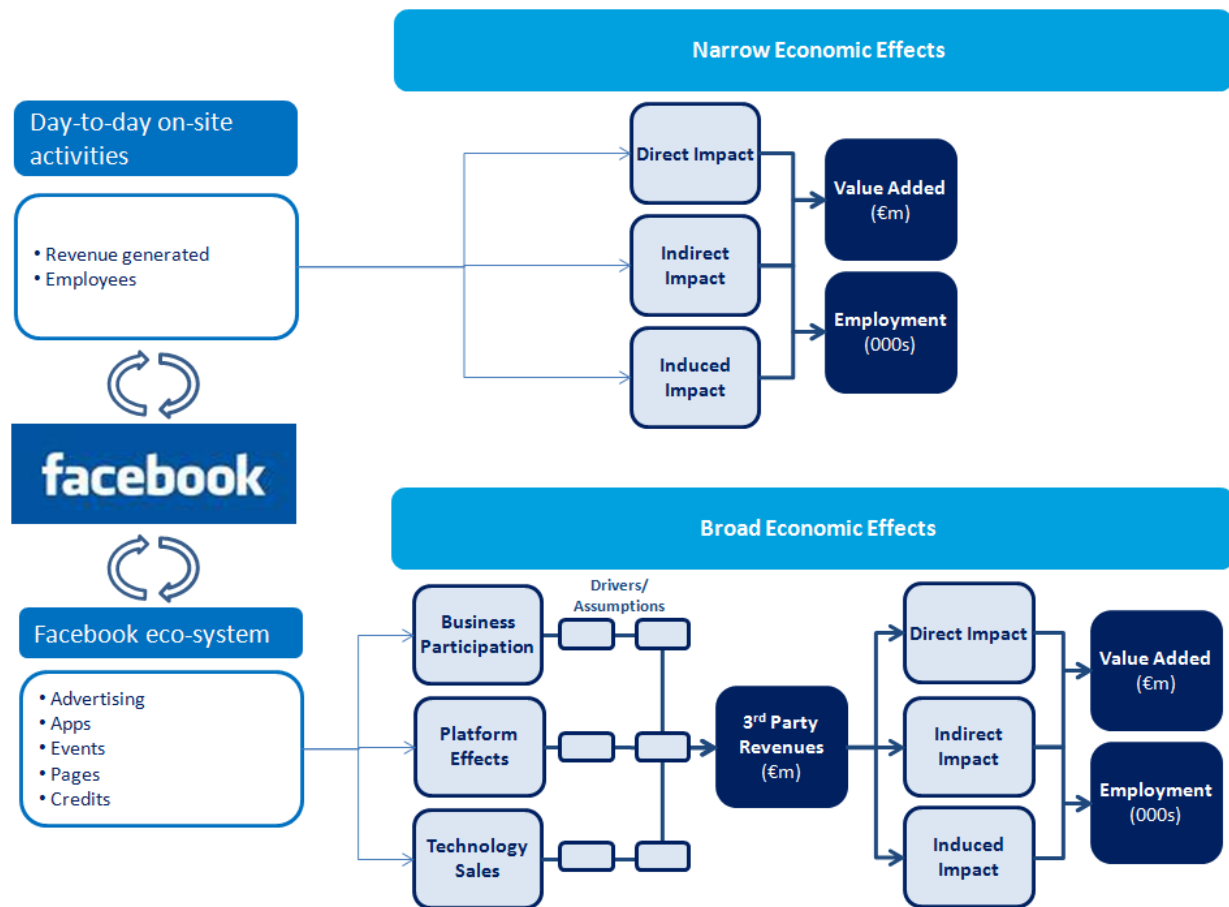 Narrow Economic Effects
Day-to-day on-site
activities
• Revenue generated
• Employees
Direct Impact
Indirect
Impact
Induced
Impact
Value Added
(€m)
Employment
(000s)
facebook
Broad Economic Effects
Facebook eco-system
• Advertising
• Apps
• Events
• Pages
• Credits
Business
Participation
Platform
Effects
Technology
Sales
Drivers/
Assumptions
3rd Party
Revenues
(€m)
Direct Impact
Indirect
Impact
Induced
Impact
Value Added
(€m)
Employment
(000s)